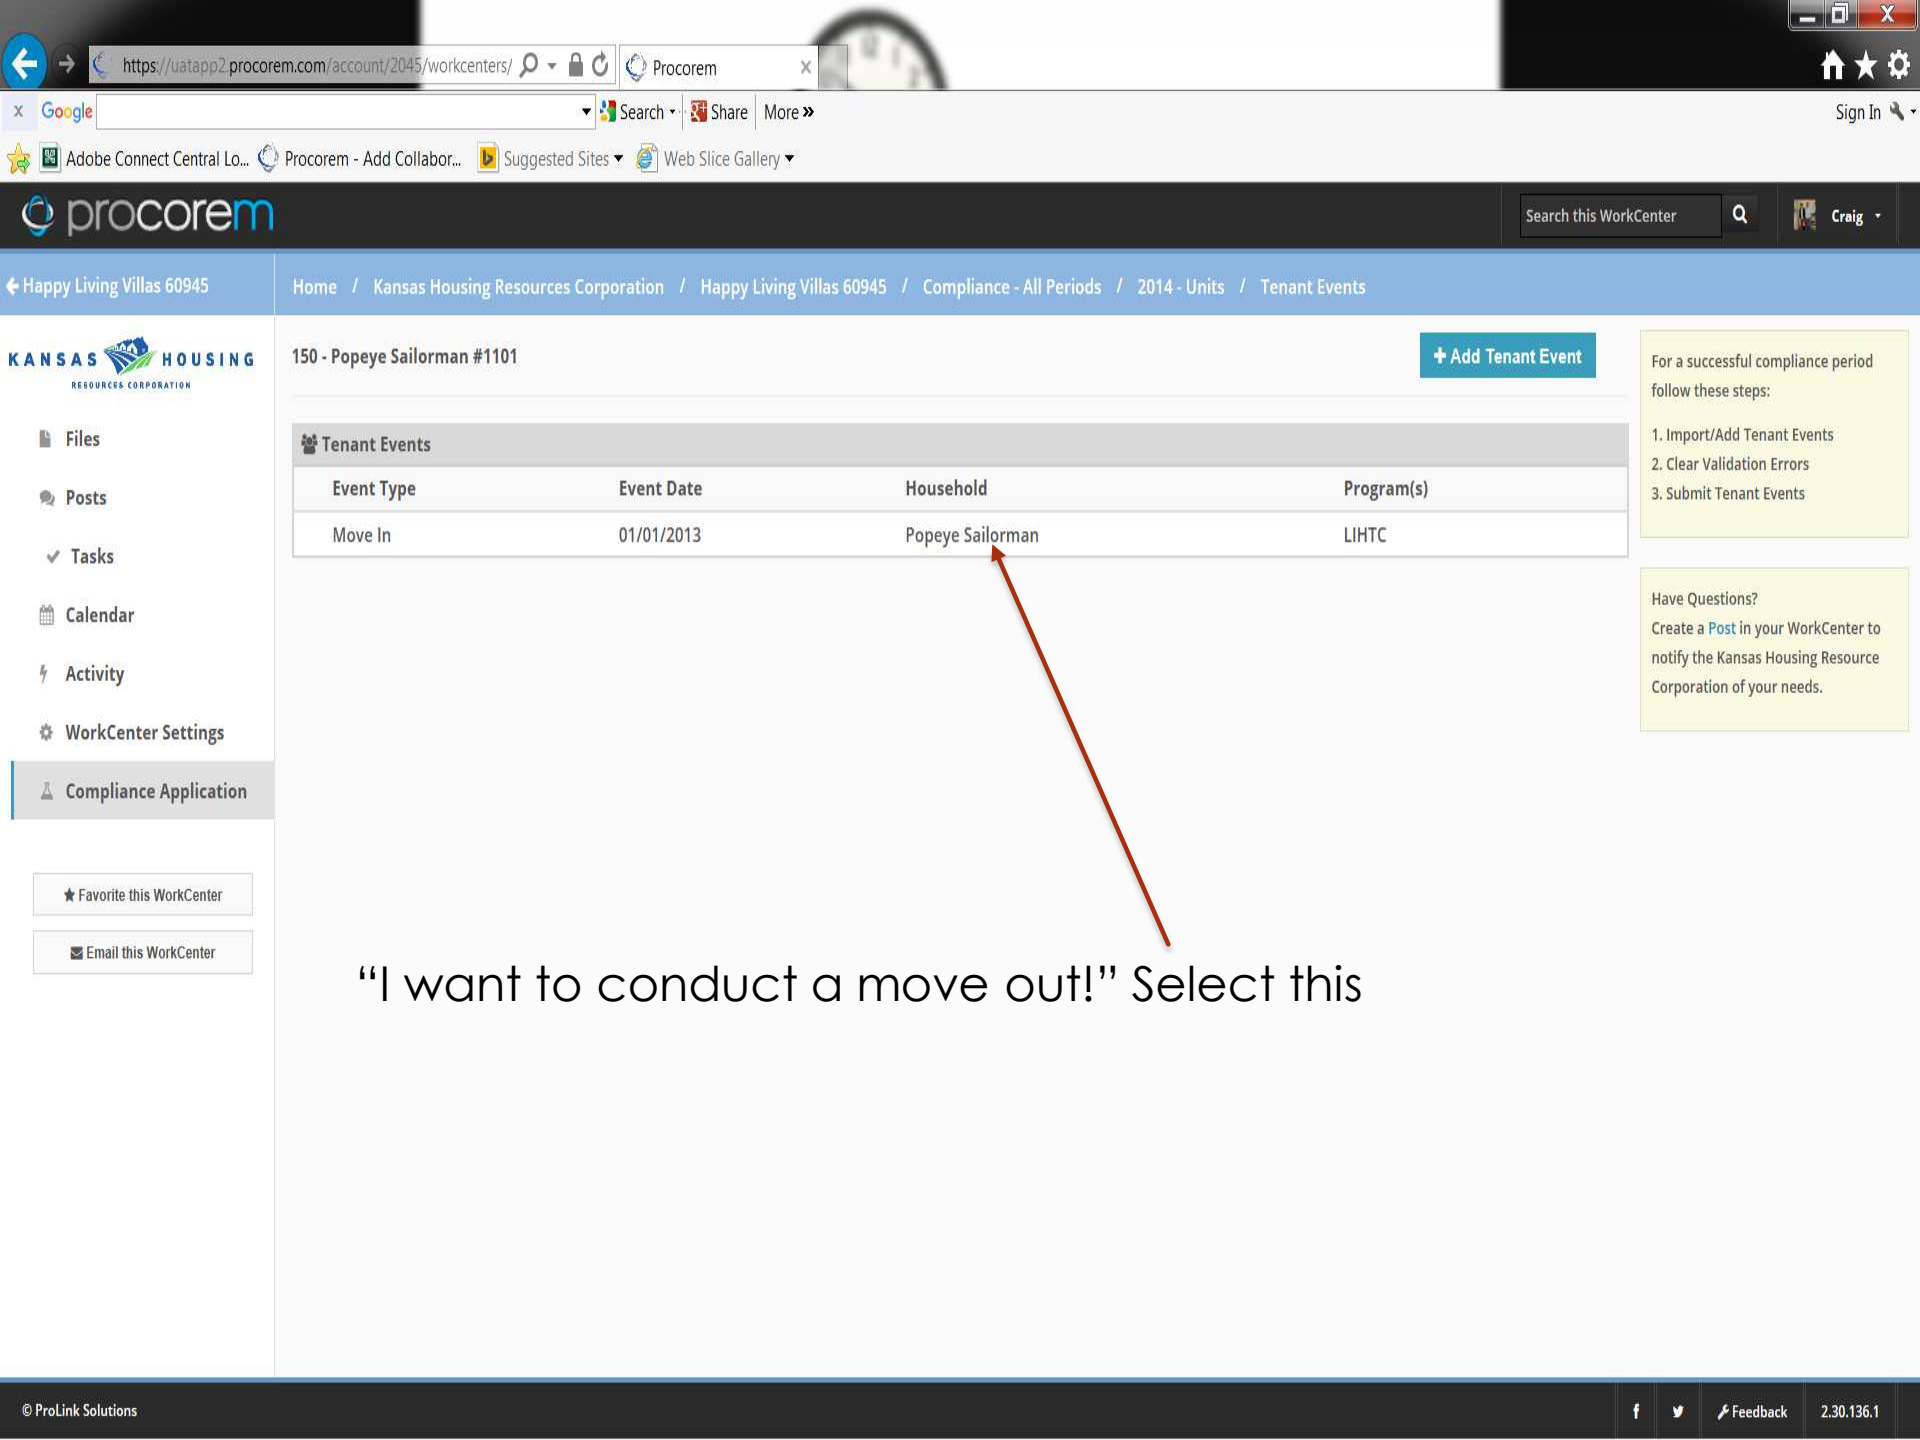 https://uatapp2.procorem.com/account/2045/workcenters/
Procorem
x Google
Search
Share
More »
Sign In
Adobe Connect Central Lo...
Procorem - Add Collabor...
Suggested Sites
Web Slice Gallery
procorem
Search this WorkCenter
Craig
Happy Living Villas 60945
Home / Kansas Housing Resources Corporation / Happy Living Villas 60945 / Compliance - All Periods / 2014 - Units / Tenant Events
KANSAS HOUSING
RESOURCES CORPORATION
Files
Posts
Tasks
Calendar
Activity
WorkCenter Settings
Compliance Application
Favorite this WorkCenter
Email this WorkCenter
150 - Popeye Sailorman #1101
+ Add Tenant Event
Tenant Events
Event Type Event Date Household Program(s)
Move In 01/01/2013 Popeye Sailorman LIHTC
For a successful compliance period
follow these steps:
1. Import/Add Tenant Events
2. Clear Validation Errors
3. Submit Tenant Events
Have Questions?
Create a Post in your WorkCenter to
notify the Kansas Housing Resource
Corporation of your needs.
“I want to conduct a move out!” Select this
© ProLink Solutions
Feedback
2.30.136.1